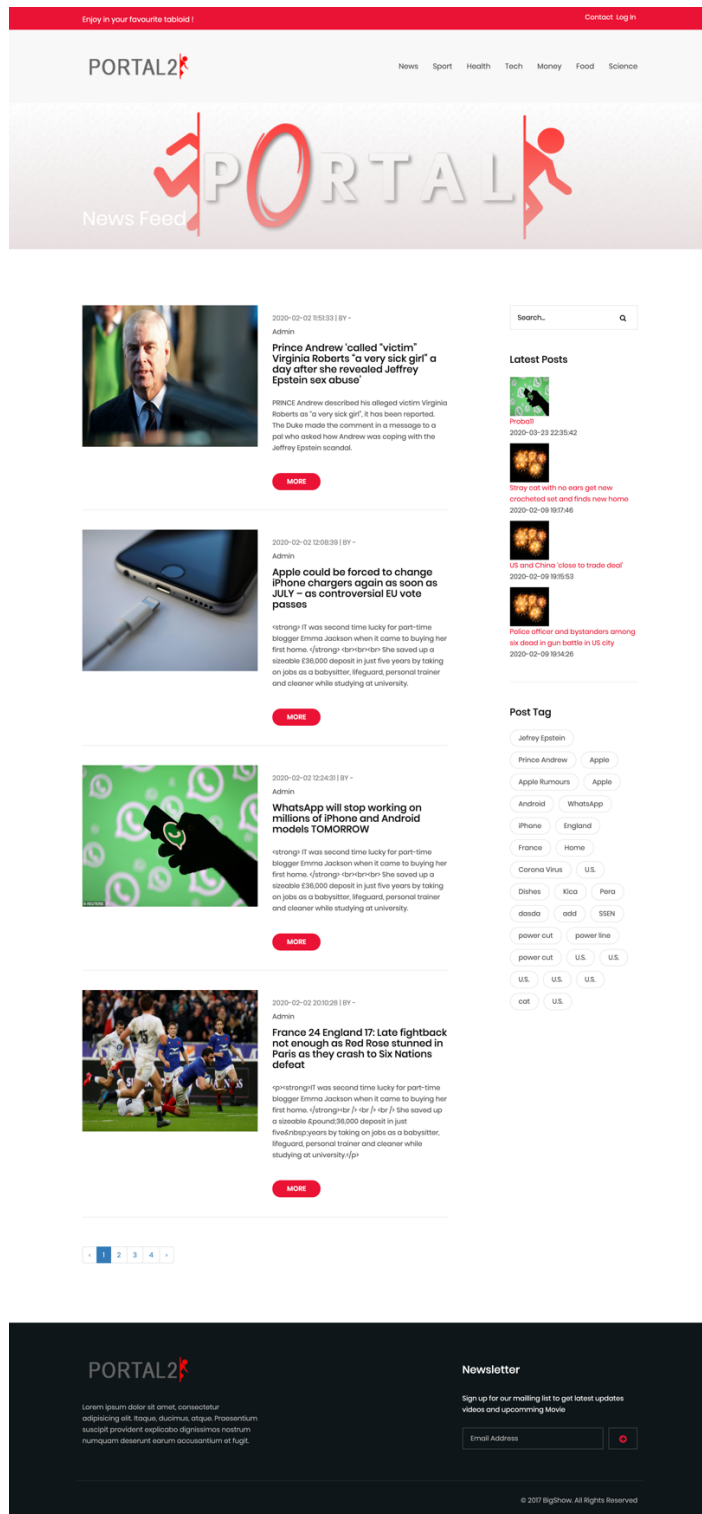 Enjoy in your favourite tabloid !
Contact Log in
PORTAL2
News Sport Health Tech Money Food Science
PORTAL
News Feed
2020-02-02 11:51:33 | BY -
Admin
Prince Andrew 'called "victim"
Virginia Roberts "a very sick girl" a
day after she revealed Jeffrey
Epstein sex abuse'
PRINCE Andrew described his alleged victim Virginia
Roberts as "a very sick girl", it has been reported.
The Duke made the comment in a message to a
pal who asked how Andrew was coping with the
Jeffrey Epstein scandal.
MORE
2020-02-02 12:08:39 | BY -
Admin
Apple could be forced to change
iPhone chargers again as soon as
JULY – as controversial EU vote
passes
<strong> IT was second time lucky for part-time
blogger Emma Jackson when it came to buying her
first home. </strong> <br><br><br> She saved up a
sizeable £36,000 deposit in just five years by taking
on jobs as a babysitter, lifeguard, personal trainer
and cleaner while studying at university.
MORE
2020-02-02 12:24:31 | BY -
Admin
WhatsApp will stop working on
millions of iPhone and Android
models TOMORROW
<strong> IT was second time lucky for part-time
blogger Emma Jackson when it came to buying her
first home. </strong> <br><br><br> She saved up a
sizeable £36,000 deposit in just five years by taking
on jobs as a babysitter, lifeguard, personal trainer
and cleaner while studying at university.
MORE
2020-02-02 20:10:26 | BY -
Admin
France 24 England 17: Late fightback
not enough as Red Rose stunned in
Paris as they crash to Six Nations
defeat
<p><strong>IT was second time lucky for part-time
blogger Emma Jackson when it came to buying her
first home. </strong><br /> <br /> <br /> She saved up
a sizeable &pound;36,000 deposit in just
five&nbsp;years by taking on jobs as a babysitter,
lifeguard, personal trainer and cleaner while
studying at university.</p>
MORE
‹ 1 2 3 4 ›
Search...
Latest Posts
Proba11
2020-03-23 22:35:42
Stray cat with no ears get new
crocheted set and finds new home
2020-02-09 19:17:46
US and China 'close to trade deal'
2020-02-09 19:15:53
Police officer and bystanders among
six dead in gun battle in US city
2020-02-09 19:14:26
Post Tag
Jefrey Epstein
Prince Andrew Apple
Apple Rumours Apple
Android WhatsApp
iPhone England
France Home
Corona Virus U.S.
Dishes Kica Pera
dasda add SSEN
power cut power line
power cut U.S. U.S.
U.S. U.S. U.S.
cat U.S.
PORTAL2
Lorem ipsum dolor sit amet, consectetur
adipisicing elit. Itaque, ducimus, atque. Praesentium
suscipit provident explicabo dignissimos nostrum
numquam deserunt earum accusantium et fugit.
Newsletter
Sign up for our mailling list to get latest updates
videos and upcomming Movie
Email Address
© 2017 BigShow. All Rights Reserved